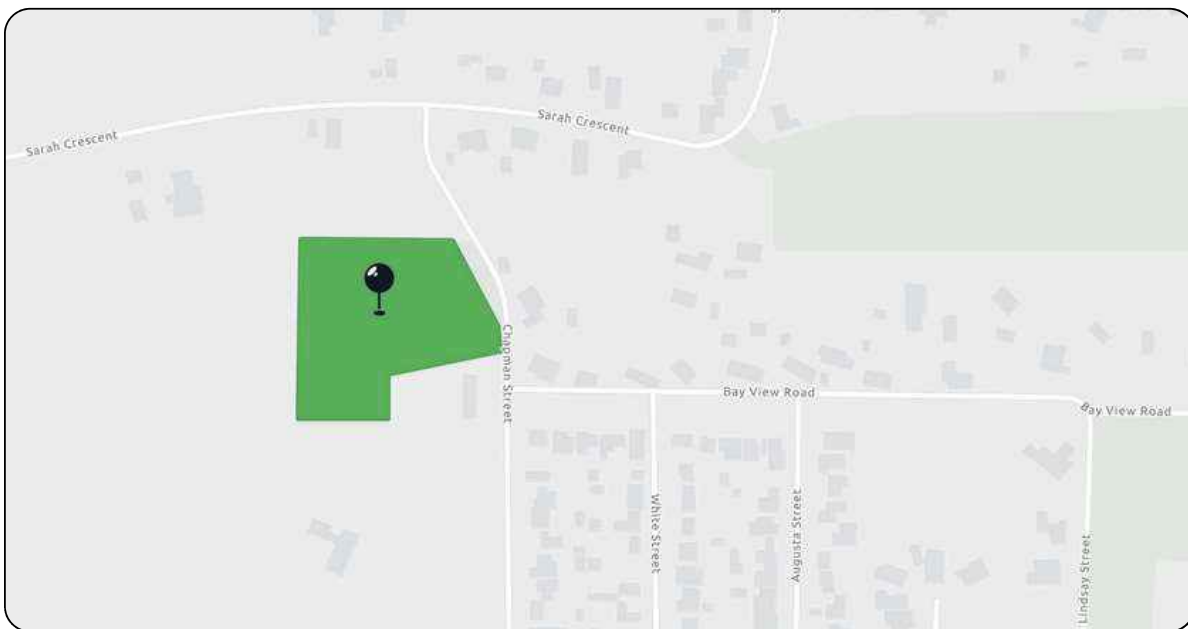 Sarah Crescent
Sarah Crescent
Chapman Street
Bay View Road
Bay View Road
White Street
Augusta Street
Lindsay Street